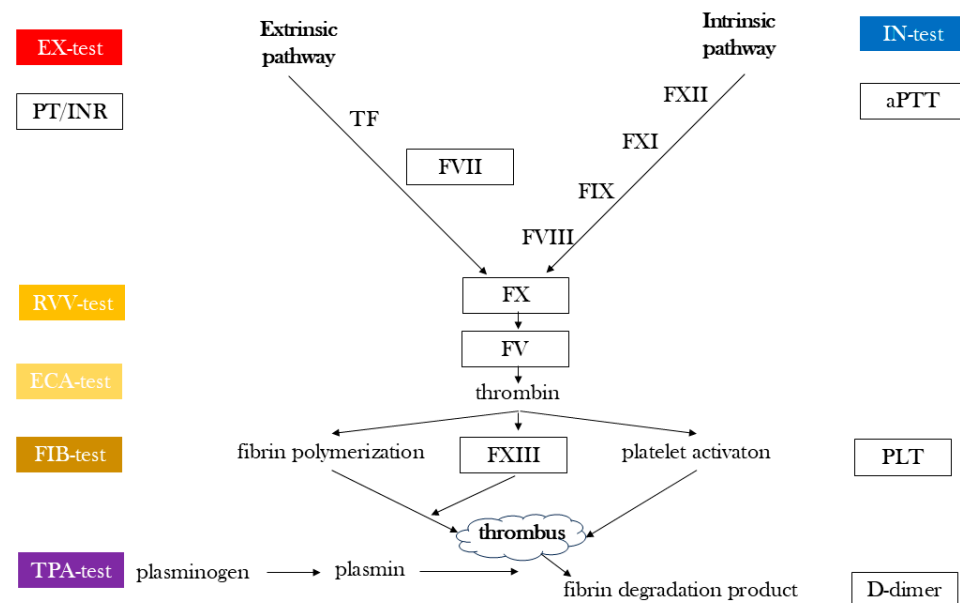 EX-test
Extrinsic
pathway
Intrinsic
pathway
IN-test
PT/INR
aPTT
FXII
TF
FXI
FVII
FIX
FVIII
RVV-test
FX
FV
ECA-test
thrombin
FIB-test
fibrin polymerization
FXIII
platelet activaton
PLT
thrombus
TPA-test
plasminogen
plasmin
fibrin degradation product
D-dimer